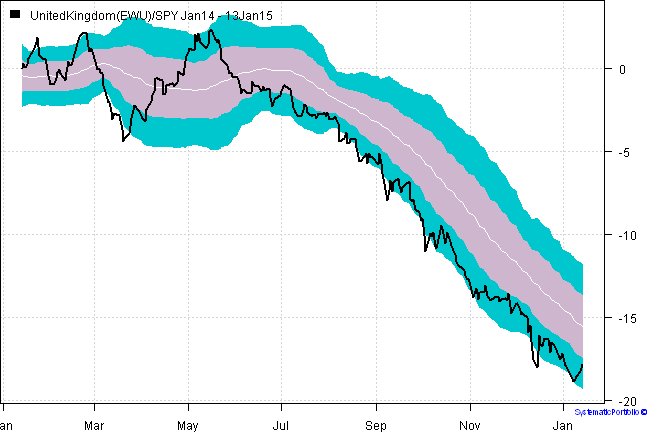 UnitedKingdom(EWU)/SPY Jan14 - 13Jan15
0
-5
-10
-15
-20
an Mar May Jul Sep Nov Jan
SystematicPortfolio ©